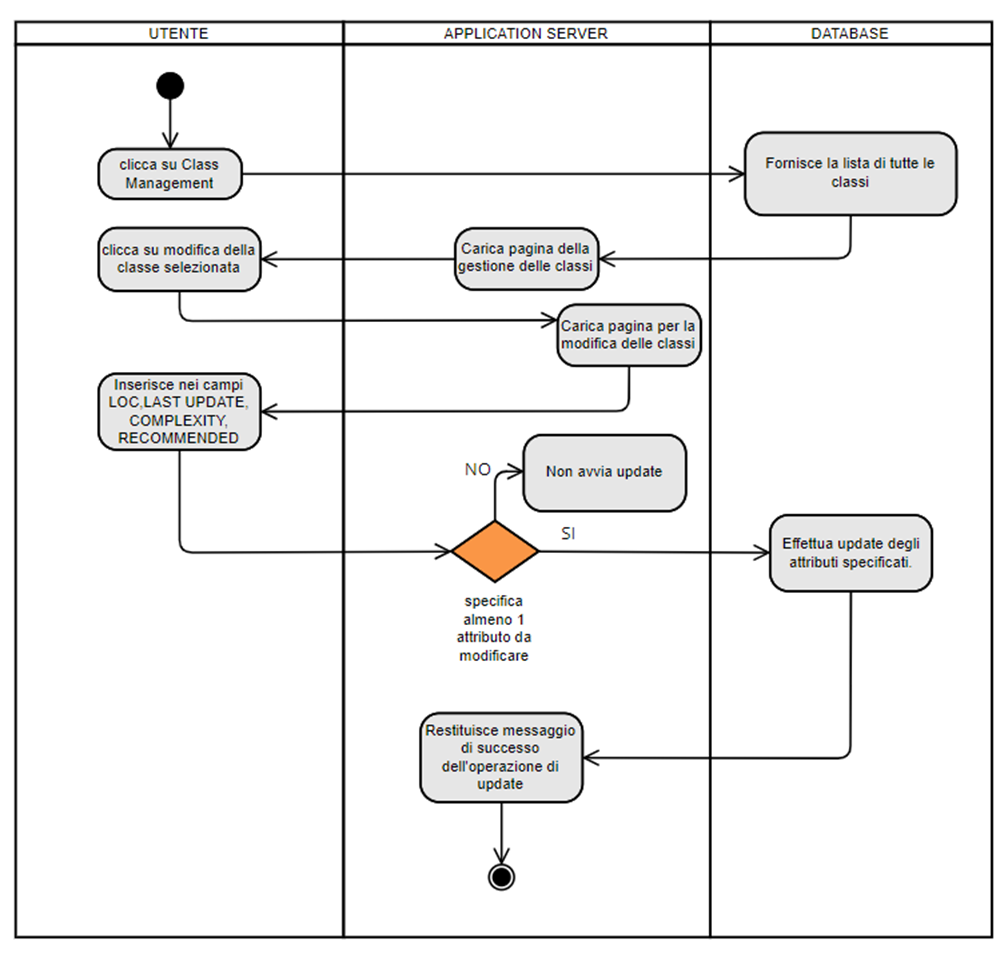 UTENTE
APPLICATION SERVER
DATABASE
clicca su Class
Management
Fornisce la lista di tutte le
classi
clicca su modifica della
classe selezionata
Carica pagina della
gestione delle classi
Carica pagina per la
modifica delle classi
Inserisce nei campi
LOC,LAST UPDATE,
COMPLEXITY,
RECOMMENDED
NO
Non avvia update
SI
Effettua update degli
attributi specificati.
specifica
almeno 1
attributo da
modificare
Restituisce messaggio
di successo
dell'operazione di
update